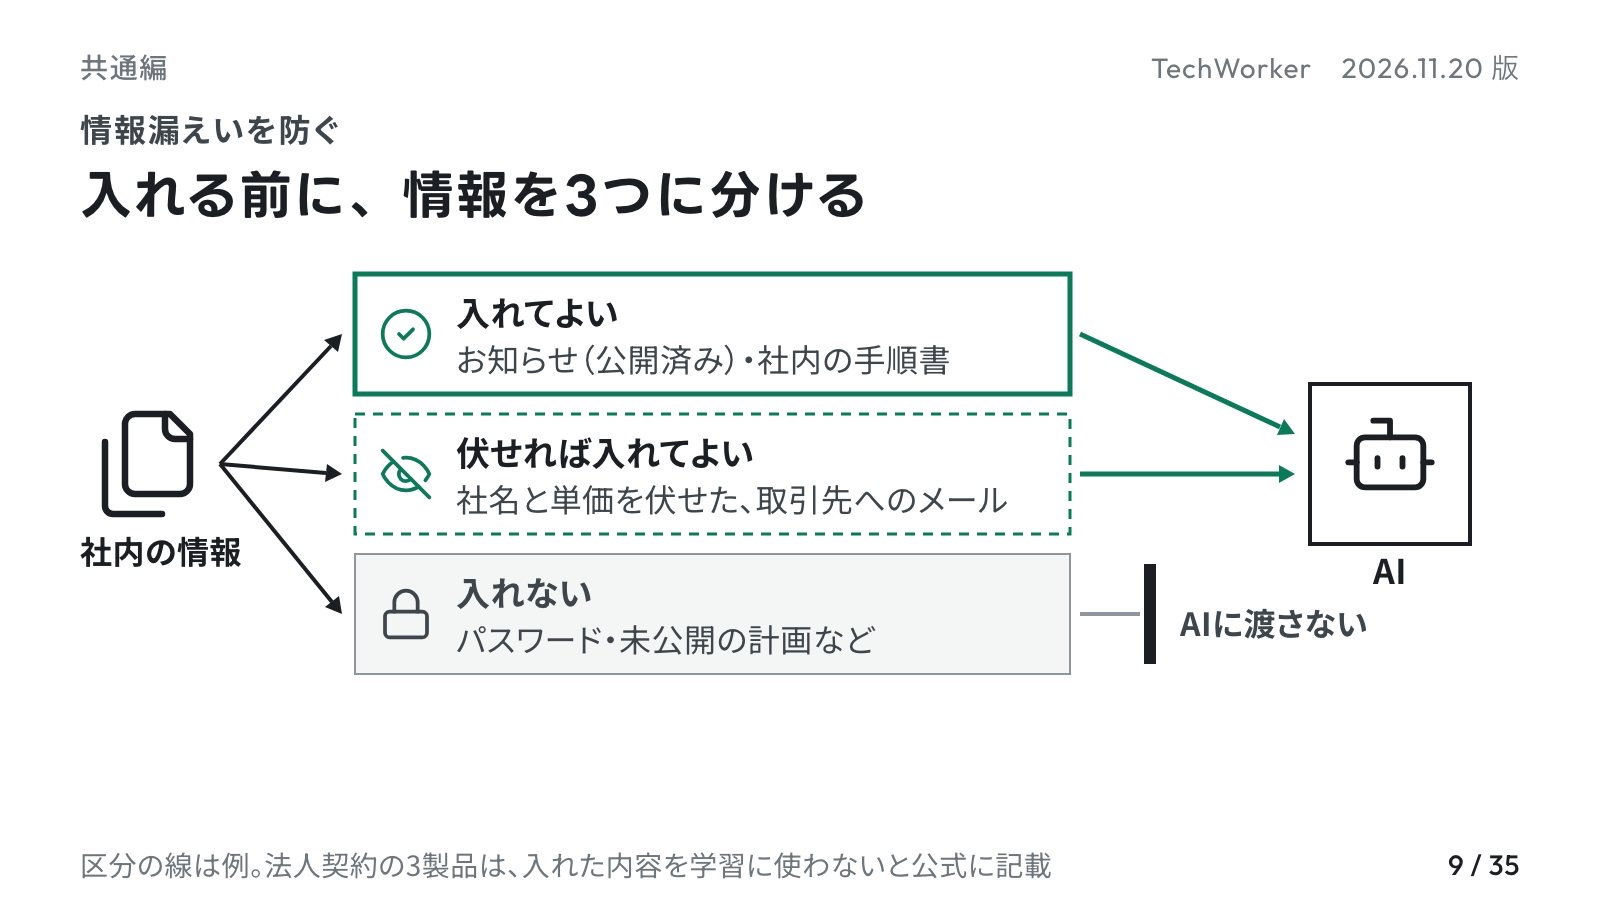 共通編
TechWorker 2026.11.20 版
情報漏えいを防ぐ
入れる前に、情報を3つに分ける
入れてよい
お知らせ（公開済み）・社内の手順書
伏せれば入れてよい
社名と単価を伏せた、取引先へのメール
社内の情報
入れない
パスワード・未公開の計画など
AI
AIに渡さない
区分の線は例。法人契約の3製品は、入れた内容を学習に使わないと公式に記載
9 / 35